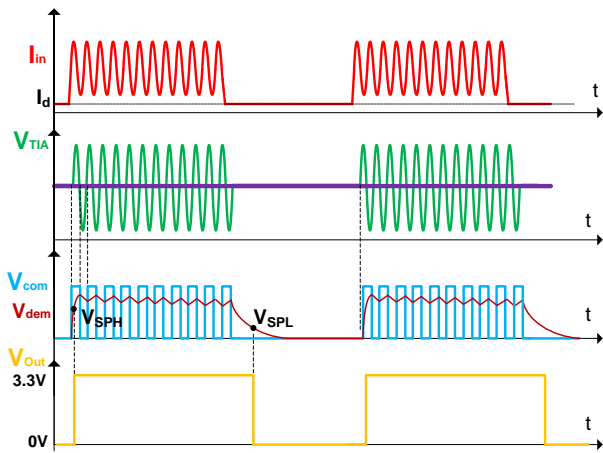 Iin
Id
t
VTIA
t
Vcom
Vdem
VSPH
VSPL
t
VOut
3.3V
0V
t